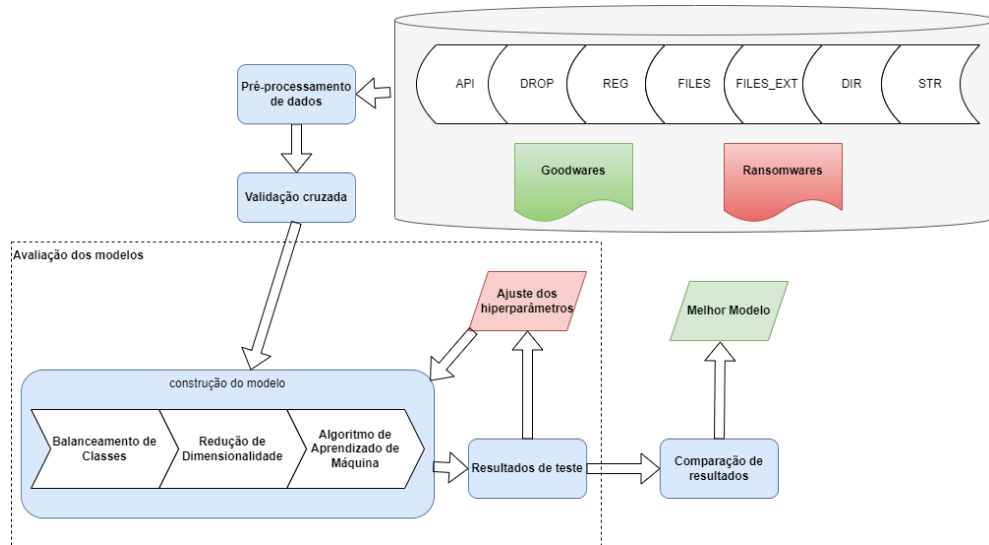 API DROP REG FILES FILES_EXT DIR STR
Goodwares
Ransomwares
Pré-processamento
de dados
Validação cruzada
Avaliação dos modelos
Ajuste dos
hiperparâmetros
Melhor Modelo
construção do modelo
Balanceamento de
Classes
Redução de
Dimensionalidade
Algoritmo de
Aprendizado de
Máquina
Resultados de teste
Comparação de
resultados